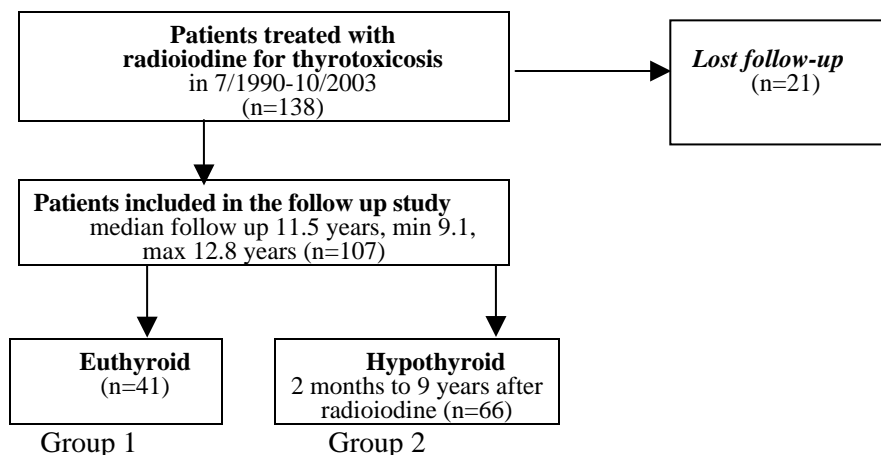 Patients treated with
radioiodine for thyrotoxicosis
in 7/1990-10/2003
(n=138)
Lost follow-up
(n=21)
Patients included in the follow up study
median follow up 11.5 years, min 9.1,
max 12.8 years (n=107)
Euthyroid
(n=41)
Group 1
Hypothyroid
2 months to 9 years after
radioiodine (n=66)
Group 2